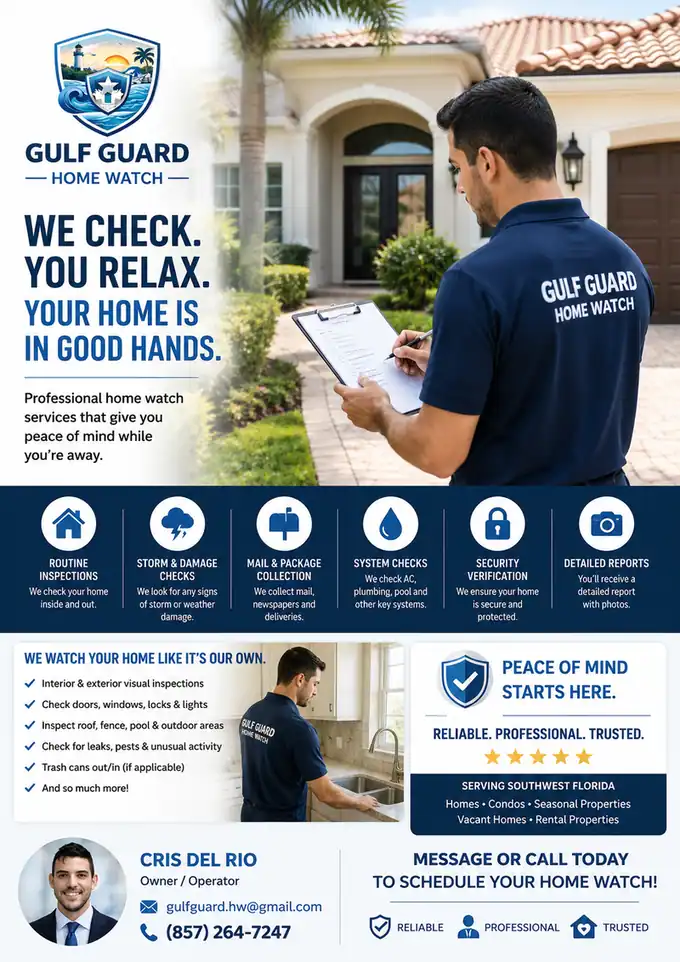 GULF GUARD
HOME WATCH
WE CHECK.
YOU RELAX.
YOUR HOME IS
IN GOOD HANDS.
Professional home watch
services that give you
peace of mind while
you're away.
GULF GUARD
HOME WATCH
ROUTINE
INSPECTIONS
We check your home
inside and out.
STORM & DAMAGE
CHECKS
We look for any signs
of storm or weather
damage.
MAIL & PACKAGE
COLLECTION
We collect mail,
newspapers and
deliveries.
SYSTEM CHECKS
We check AC,
plumbing, pool and
other key systems.
SECURITY
VERIFICATION
We ensure your home
is secure and
protected.
DETAILED REPORTS
You'll receive a
detailed report
with photos.
WE WATCH YOUR HOME LIKE IT'S OUR OWN.
Interior & exterior visual inspections
Check doors, windows, locks & lights
Inspect roof, fence, pool & outdoor areas
Check for leaks, pests & unusual activity
Trash cans out/in (if applicable)
And so much more!
GULF GUARD
HOME WATCH
PEACE OF MIND
STARTS HERE.
RELIABLE. PROFESSIONAL. TRUSTED.
SERVING SOUTHWEST FLORIDA
Homes • Condos • Seasonal Properties
Vacant Homes • Rental Properties
CRIS DEL RIO
Owner / Operator
gulfguard.hw@gmail.com
(857) 264-7247
MESSAGE OR CALL TODAY
TO SCHEDULE YOUR HOME WATCH!
RELIABLE
PROFESSIONAL
TRUSTED